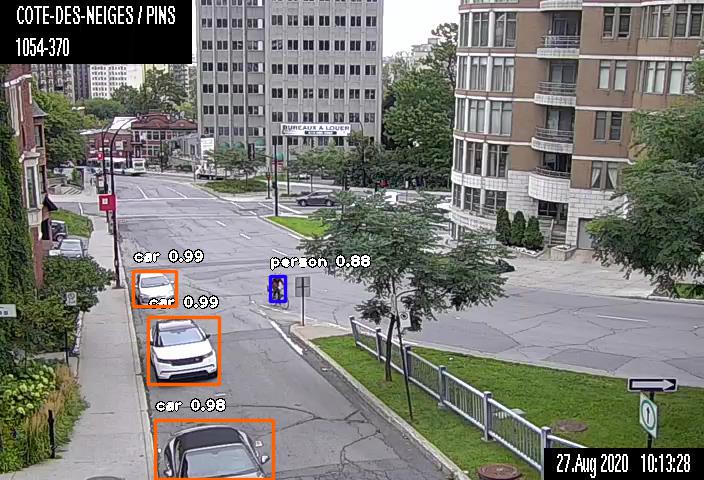 COTE-DES-NEIGES / PINS
1054-370
BUREAUX A LOUER
car 0.99
person 0.88
car 0.99
car 0.98
1
27.Aug 2020 10:13:28